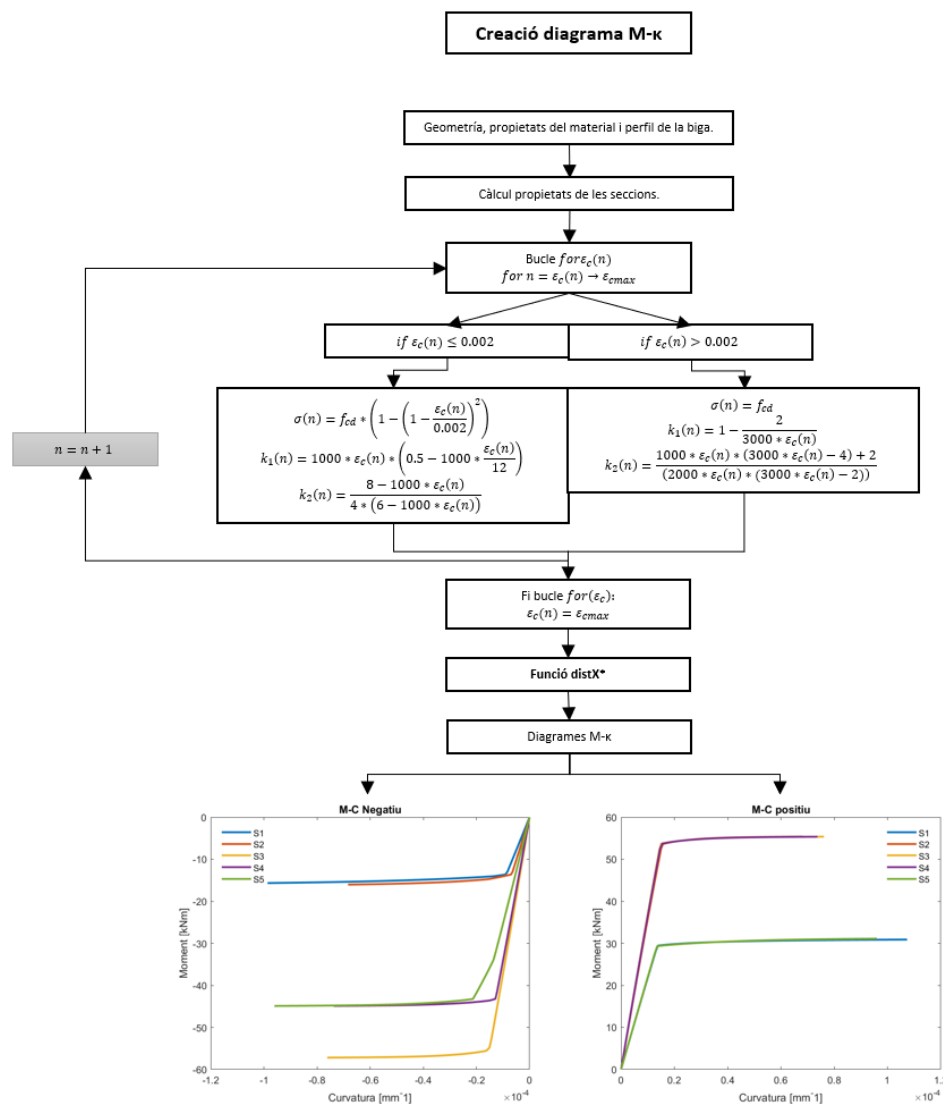 Creació diagrama M-κ
Geometría, propietats del material i perfil de la biga.
Càlcul propietats de les seccions.
Bucle forε_c(n)
for n = ε_c(n) → ε_cmax
if ε_c(n) ≤ 0.002
if ε_c(n) > 0.002
σ(n) = f_cd * (1 − (1 − ε_c(n)/0.002)^2)
k_1(n) = 1000 * ε_c(n) * (0.5 − 1000 * ε_c(n)/12)
k_2(n) = (8 − 1000 * ε_c(n))/(4 * (6 − 1000 * ε_c(n)))
σ(n) = f_cd
k_1(n) = 1 − 2/(3000 * ε_c(n))
k_2(n) = (1000 * ε_c(n) * (3000 * ε_c(n) − 4) + 2)/((2000 * ε_c(n) * (3000 * ε_c(n) − 2))
n = n + 1
Fi bucle for(ε_c):
ε_c(n) = ε_cmax
Funció distX*
Diagrames M-κ
M-C Negatiu
S1
S2
S3
S4
S5
Moment [kNm]
0
-10
-20
-30
-40
-50
-60
-1.2 -1 -0.8 -0.6 -0.4 -0.2 0
Curvatura [mm^-1] ×10^-4
M-C positiu
S1
S2
S3
S4
S5
Moment [kNm]
60
50
40
30
20
10
0
0 0.2 0.4 0.6 0.8 1 1.2
Curvatura [mm^-1] ×10^-4